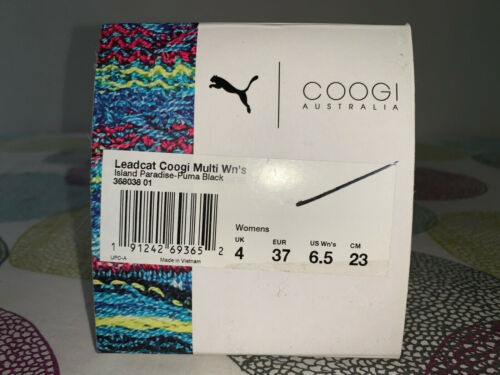 COOGI
AUSTRALIA
Leadcat Coogi Multi Wn's
Island Paradise-Puma Black
368038 01
1 91242 69365 2
UPC-A
Made in Vietnam
Womens
UK EUR US Wn's CM
4 37 6.5 23